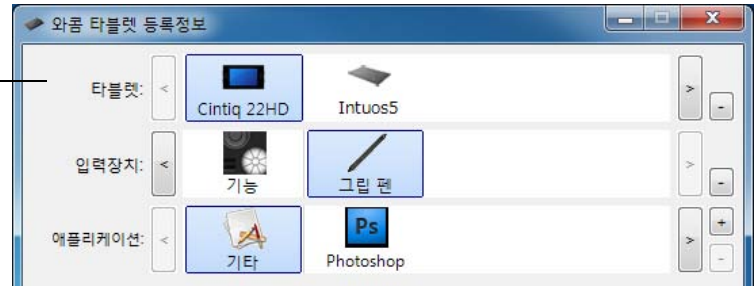 와콤 타블렛 등록정보
타블렛: < Cintiq 22HD Intuos5 > -
입력장치: < 기능 그립 펜 > -
애플리케이션: < 기타 Ps Photoshop > + -